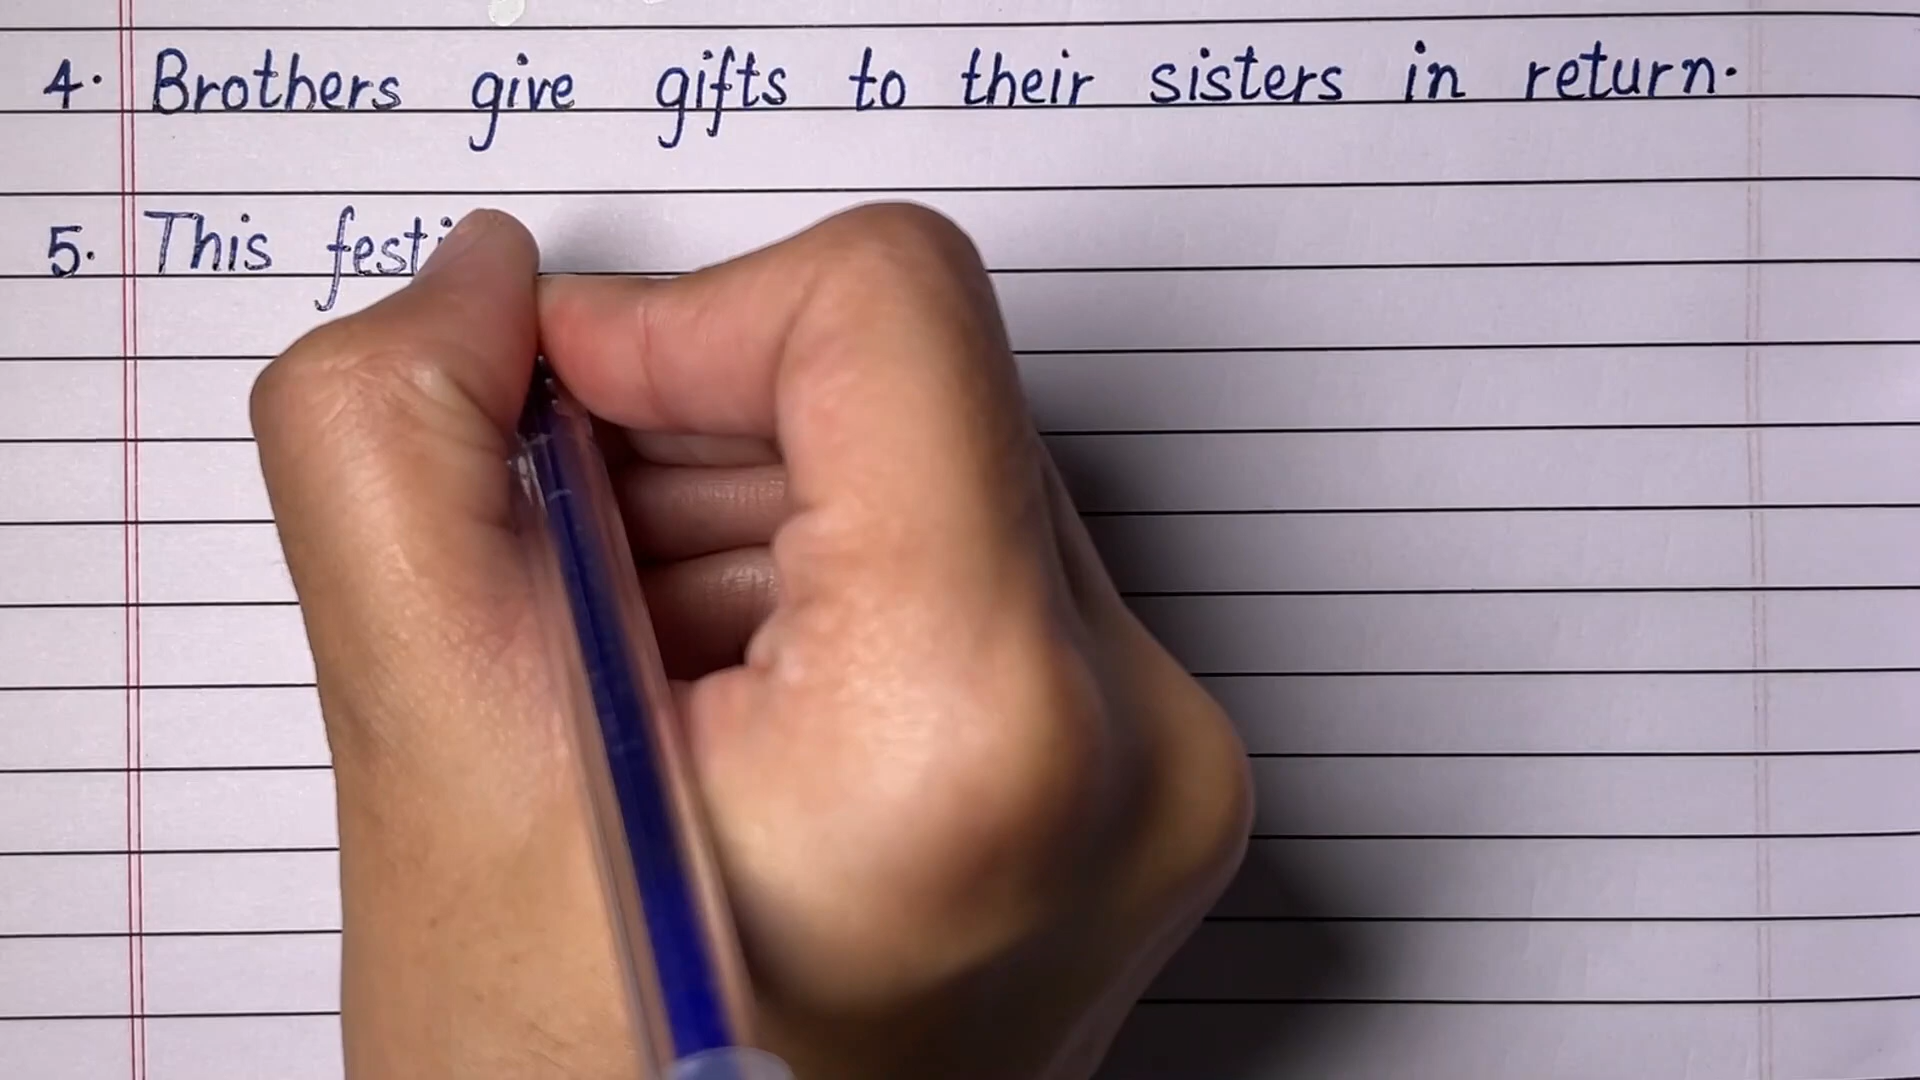 4. Brothers give gifts to their sisters in return.
5. This